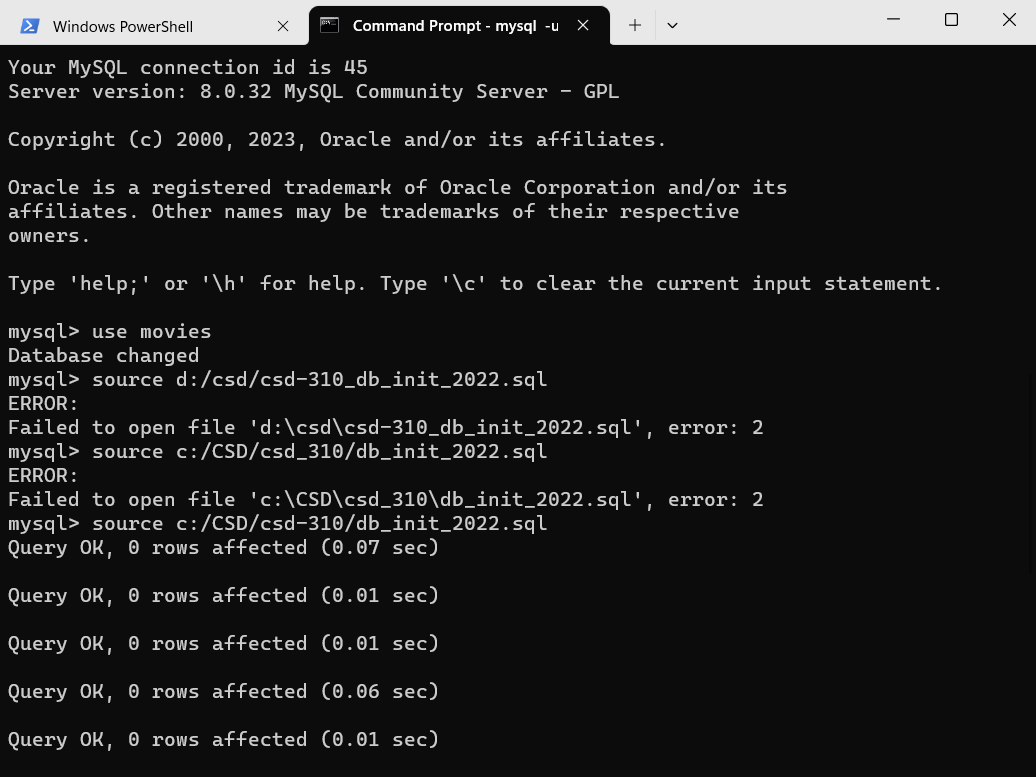 Windows PowerShell
Command Prompt - mysql -u
Your MySQL connection id is 45
Server version: 8.0.32 MySQL Community Server - GPL
Copyright (c) 2000, 2023, Oracle and/or its affiliates.
Oracle is a registered trademark of Oracle Corporation and/or its
affiliates. Other names may be trademarks of their respective
owners.
Type 'help;' or '\h' for help. Type '\c' to clear the current input statement.
mysql> use movies
Database changed
mysql> source d:/csd/csd-310_db_init_2022.sql
ERROR:
Failed to open file 'd:\csd\csd-310_db_init_2022.sql', error: 2
mysql> source c:/CSD/csd_310/db_init_2022.sql
ERROR:
Failed to open file 'c:\CSD\csd_310\db_init_2022.sql', error: 2
mysql> source c:/CSD/csd-310/db_init_2022.sql
Query OK, 0 rows affected (0.07 sec)
Query OK, 0 rows affected (0.01 sec)
Query OK, 0 rows affected (0.01 sec)
Query OK, 0 rows affected (0.06 sec)
Query OK, 0 rows affected (0.01 sec)